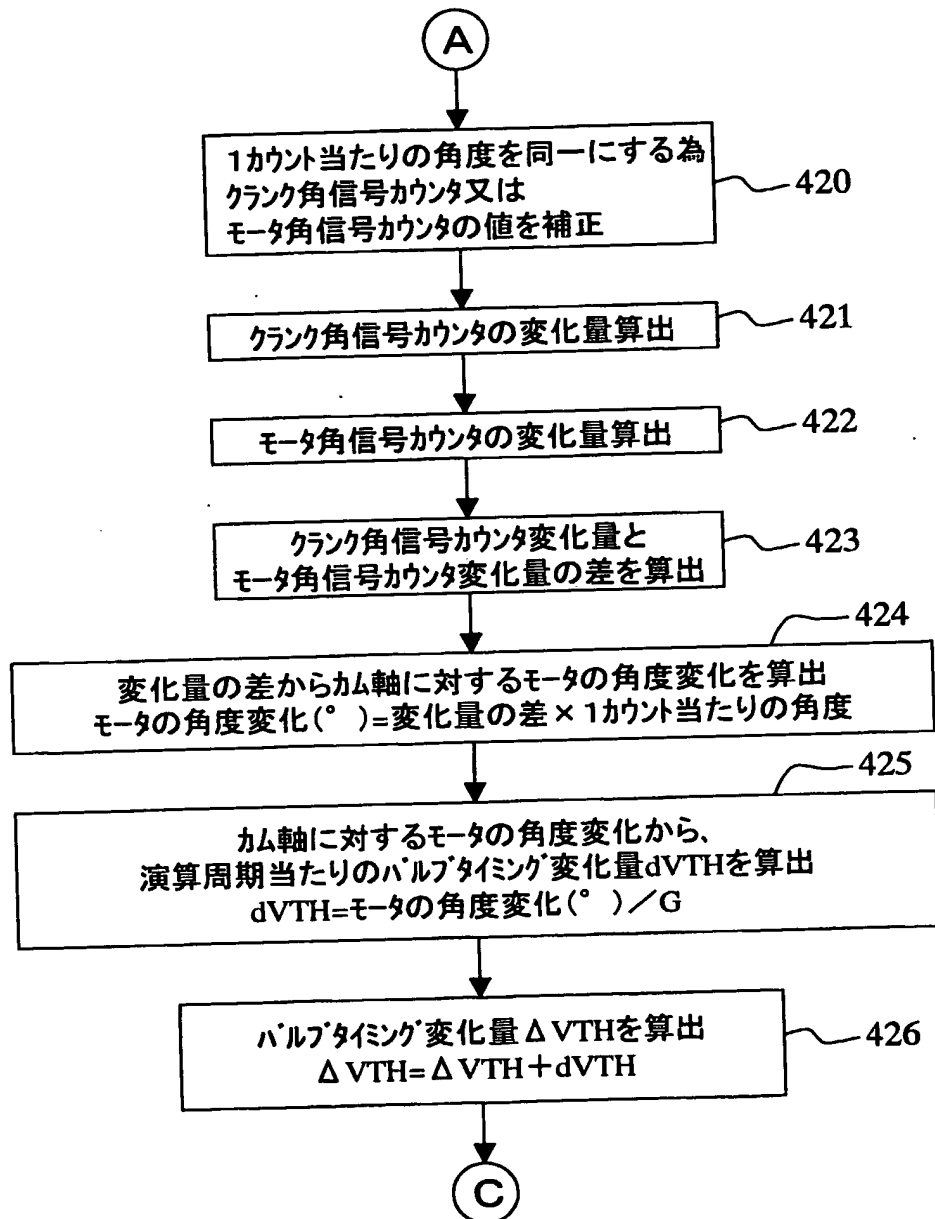 A
1ｶｳﾝﾄ当たりの角度を同一にする為
ｸﾗﾝｸ角信号ｶｳﾝﾀ又は
ﾓｰﾀ角信号ｶｳﾝﾀの値を補正
420
ｸﾗﾝｸ角信号ｶｳﾝﾀの変化量算出
421
ﾓｰﾀ角信号ｶｳﾝﾀの変化量算出
422
ｸﾗﾝｸ角信号ｶｳﾝﾀ変化量と
ﾓｰﾀ角信号ｶｳﾝﾀ変化量の差を算出
423
424
変化量の差からｶﾑ軸に対するﾓｰﾀの角度変化を算出
ﾓｰﾀの角度変化(°)=変化量の差×1ｶｳﾝﾄ当たりの角度
425
ｶﾑ軸に対するﾓｰﾀの角度変化から、
演算周期当たりのﾊﾞﾙﾌﾞﾀｲﾐﾝｸﾞ変化量dVTHを算出
dVTH=ﾓｰﾀの角度変化(°)／G
ﾊﾞﾙﾌﾞﾀｲﾐﾝｸﾞ変化量ΔVTHを算出
ΔVTH=ΔVTH+dVTH
426
C